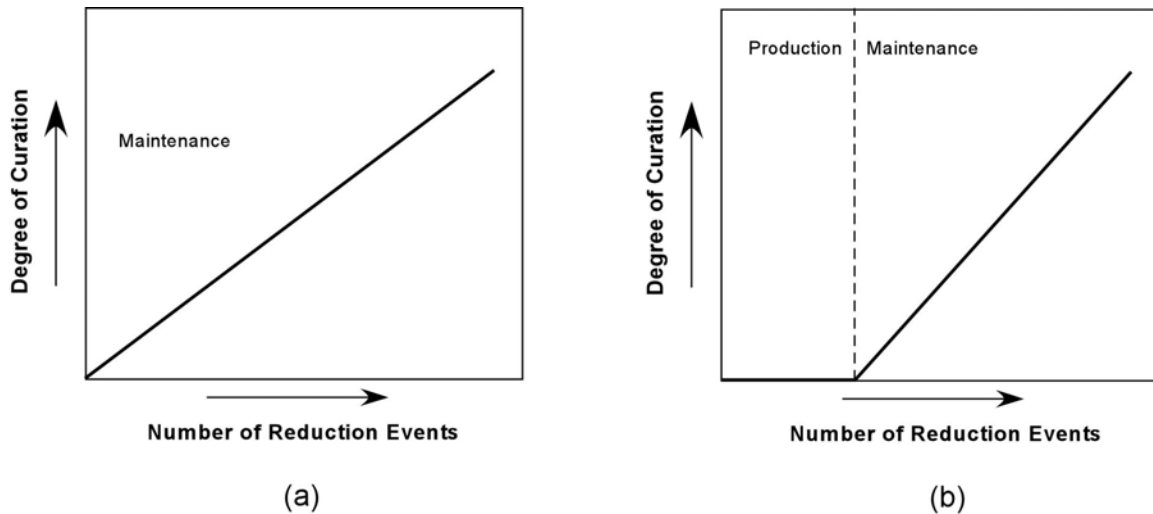 Maintenance
Degree of Curation
Number of Reduction Events
(a)
Production
Maintenance
Degree of Curation
Number of Reduction Events
(b)